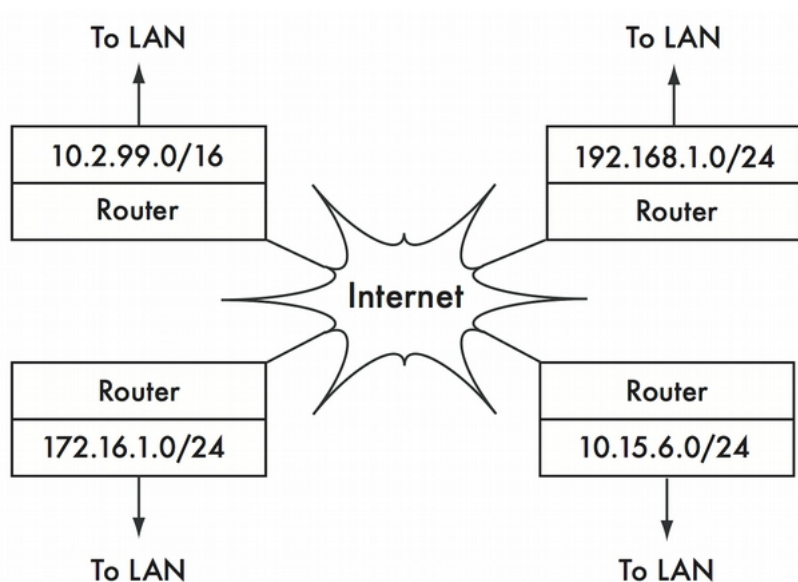 To LAN
To LAN
10.2.99.0/16
192.168.1.0/24
Router
Router
Internet
Router
Router
172.16.1.0/24
10.15.6.0/24
To LAN
To LAN